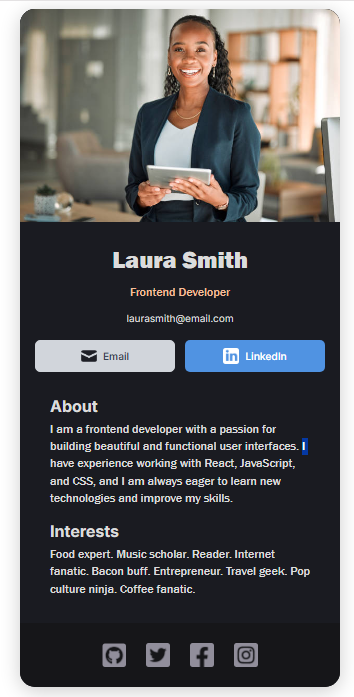 Laura Smith
Frontend Developer
laurasmith@email.com
Email
in LinkedIn
About
I am a frontend developer with a passion for
building beautiful and functional user interfaces. I
have experience working with React, JavaScript,
and CSS, and I am always eager to learn new
technologies and improve my skills.
Interests
Food expert. Music scholar. Reader. Internet
fanatic. Bacon buff. Entrepreneur. Travel geek. Pop
culture ninja. Coffee fanatic.